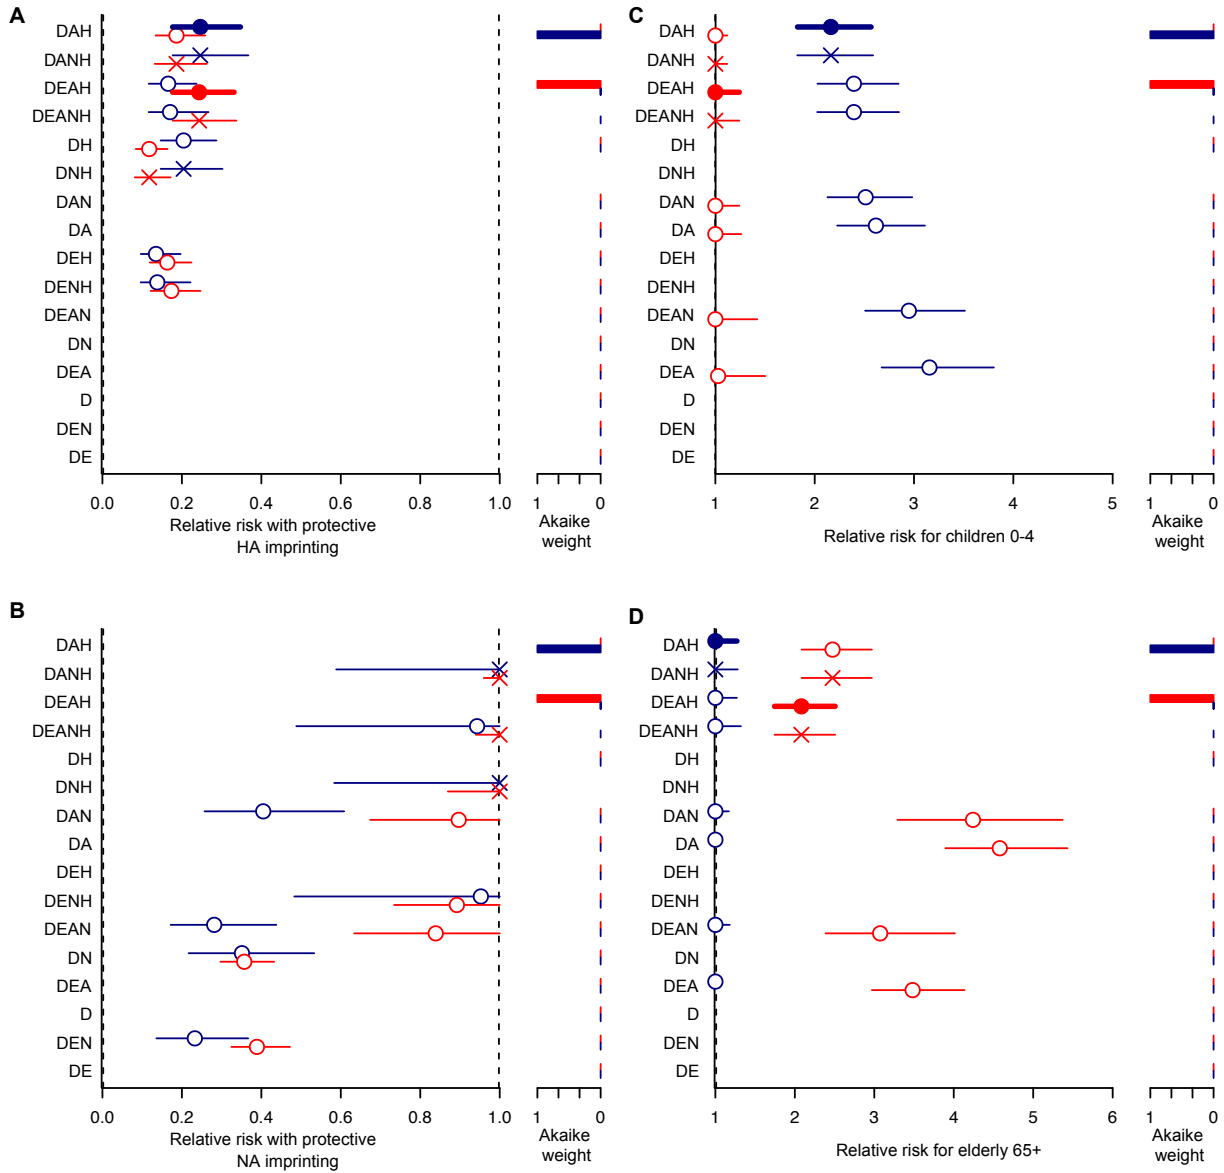 A
DAH
DANH
DEAH
DEANH
DH
DNH
DAN
DA
DEH
DENH
DEAN
DN
DEA
D
DEN
DE
0.0 0.2 0.4 0.6 0.8 1.0
Relative risk with protective
HA imprinting
1 0
Akaike
weight
C
DAH
DANH
DEAH
DEANH
DH
DNH
DAN
DA
DEH
DENH
DEAN
DN
DEA
D
DEN
DE
1 2 3 4 5
Relative risk for children 0-4
1 0
Akaike
weight
B
DAH
DANH
DEAH
DEANH
DH
DNH
DAN
DA
DEH
DENH
DEAN
DN
DEA
D
DEN
DE
0.0 0.2 0.4 0.6 0.8 1.0
Relative risk with protective
NA imprinting
1 0
Akaike
weight
D
DAH
DANH
DEAH
DEANH
DH
DNH
DAN
DA
DEH
DENH
DEAN
DN
DEA
D
DEN
DE
1 2 3 4 5 6
Relative risk for elderly 65+
1 0
Akaike
weight